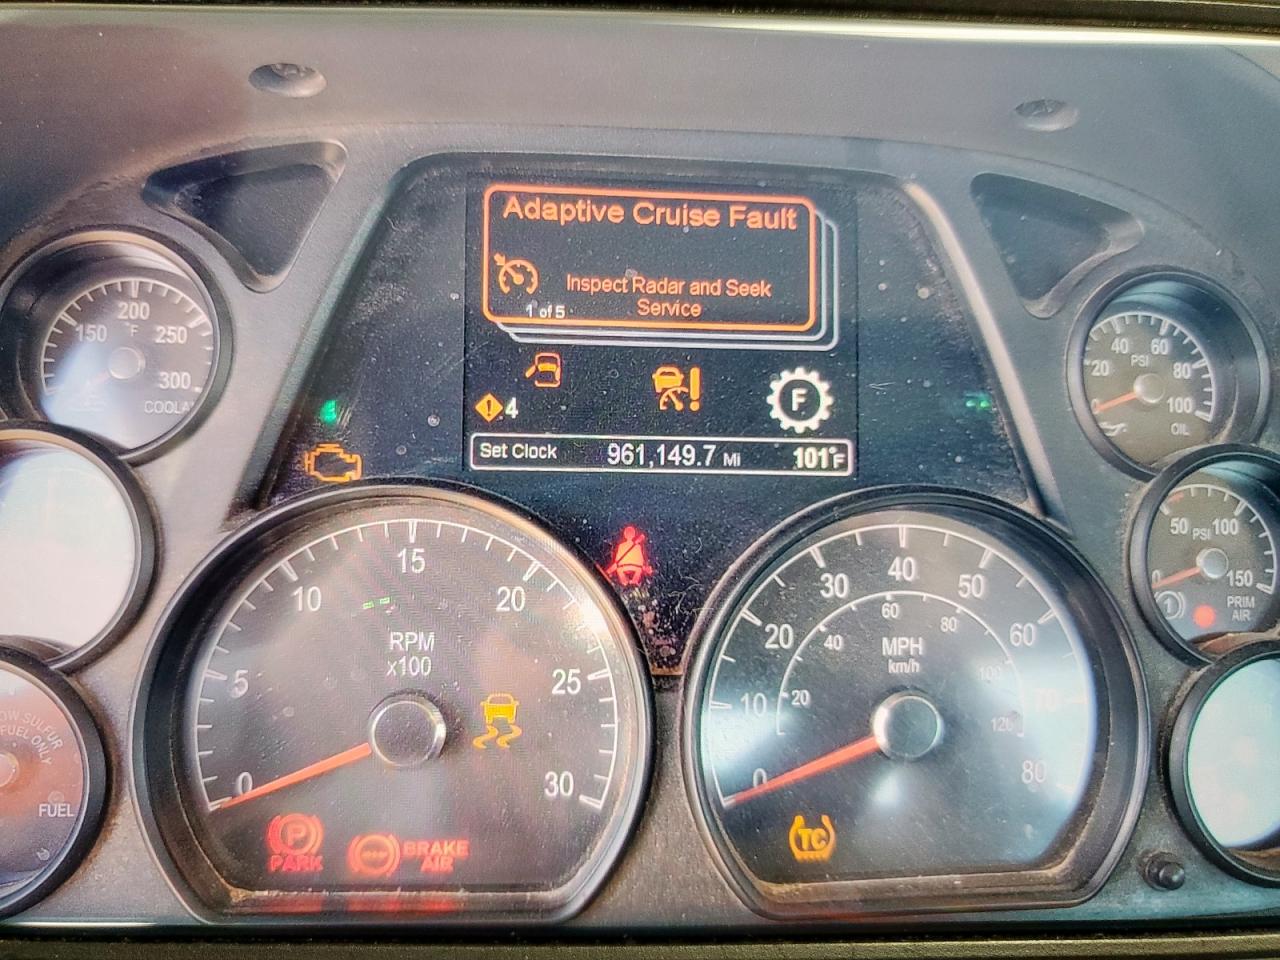 Adaptive Cruise Fault
Inspect Radar and Seek
Service
1 of 5
! 4
!
F
Set Clock 961,149.7 Mi 101°F
150 200 250 300
°F
20 40 60 80 100
PSI
OIL
0 50 100 150
PSI
1
PRIM
AIR
LOW SULFUR
FUEL ONLY
FUEL
0 5 10 15 20 25 30
RPM
x100
P
PARK
BRAKE
AIR
0 10 20 30 40 50 60 70 80
20 40 60 80 100 120
MPH
km/h
TC